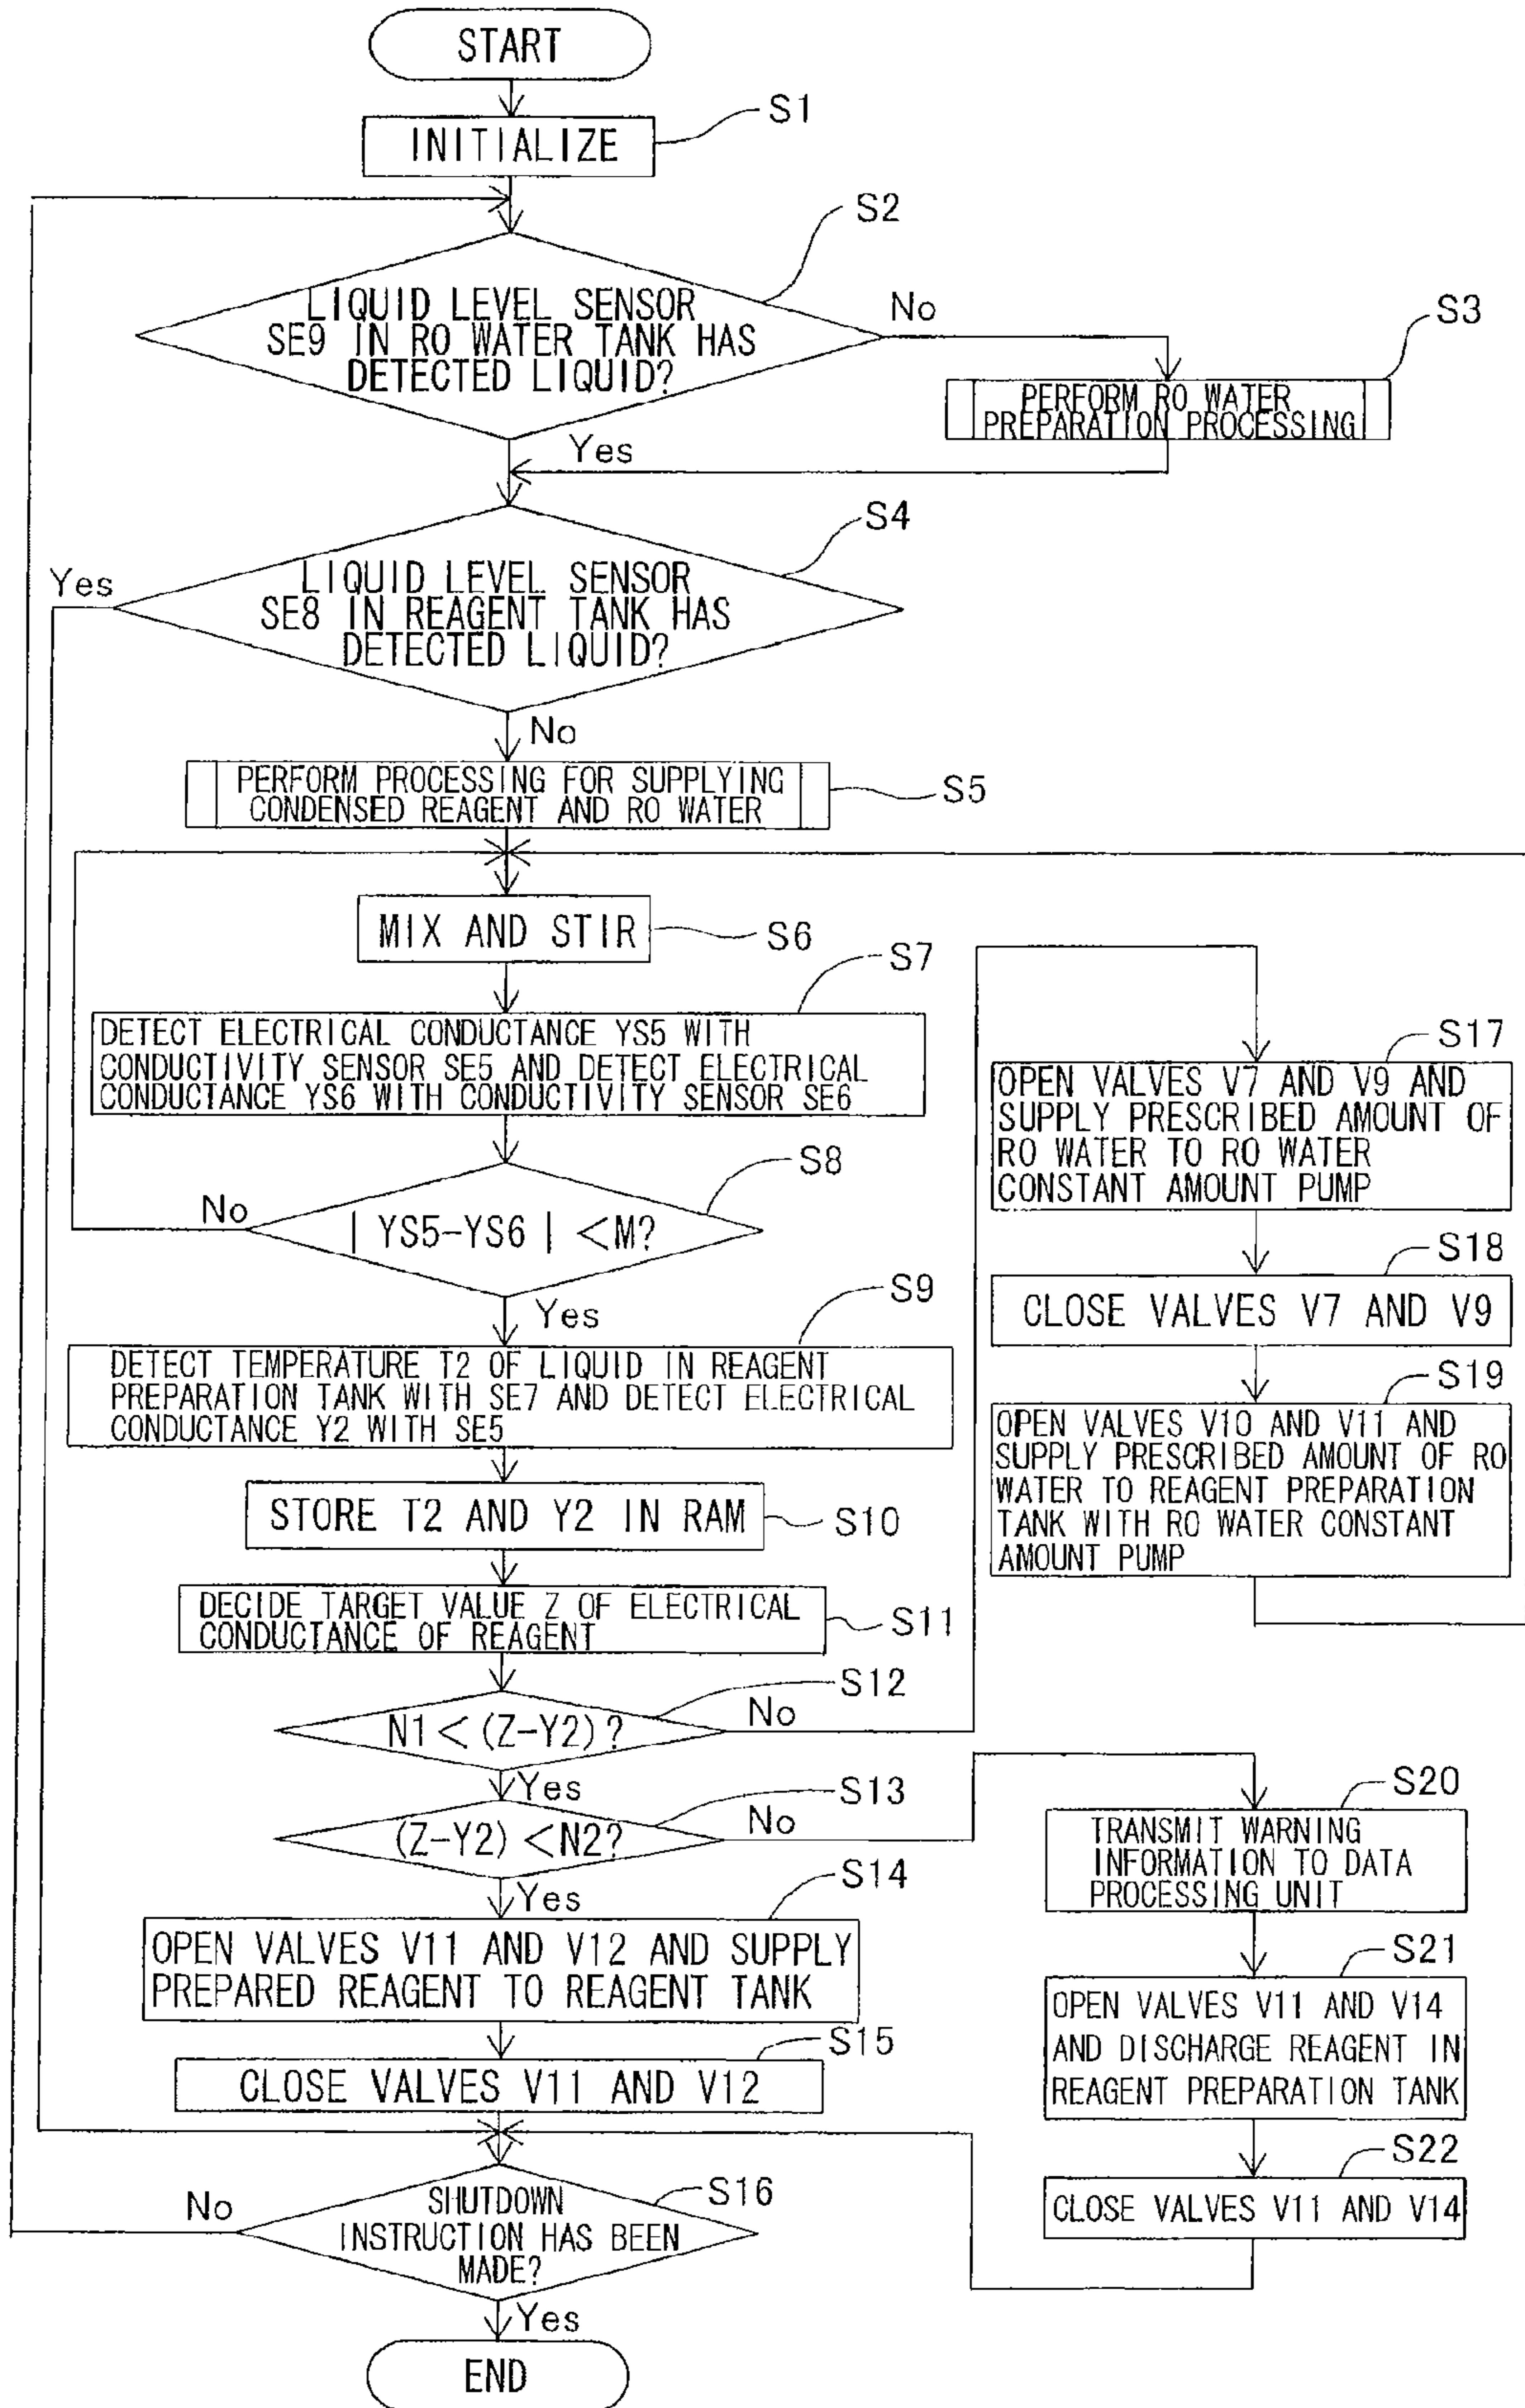 START
S1
INITIALIZE
S2
LIQUID LEVEL SENSOR
SE9 IN RO WATER TANK HAS
DETECTED LIQUID?
No
S3
PERFORM RO WATER
PREPARATION PROCESSING
Yes
S4
LIQUID LEVEL SENSOR
SE8 IN REAGENT TANK HAS
DETECTED LIQUID?
Yes
No
PERFORM PROCESSING FOR SUPPLYING
CONDENSED REAGENT AND RO WATER
S5
MIX AND STIR
S6
S7
DETECT ELECTRICAL CONDUCTANCE YS5 WITH
CONDUCTIVITY SENSOR SE5 AND DETECT ELECTRICAL
CONDUCTANCE YS6 WITH CONDUCTIVITY SENSOR SE6
S8
| YS5-YS6 | <M?
No
Yes
S9
DETECT TEMPERATURE T2 OF LIQUID IN REAGENT
PREPARATION TANK WITH SE7 AND DETECT ELECTRICAL
CONDUCTANCE Y2 WITH SE5
STORE T2 AND Y2 IN RAM
S10
DECIDE TARGET VALUE Z OF ELECTRICAL
CONDUCTANCE OF REAGENT
S11
S12
N1<(Z-Y2)?
No
Yes
S13
(Z-Y2)<N2?
No
Yes
S14
OPEN VALVES V11 AND V12 AND SUPPLY
PREPARED REAGENT TO REAGENT TANK
S15
CLOSE VALVES V11 AND V12
S16
SHUTDOWN
INSTRUCTION HAS BEEN
MADE?
No
Yes
END
S17
OPEN VALVES V7 AND V9 AND
SUPPLY PRESCRIBED AMOUNT OF
RO WATER TO RO WATER
CONSTANT AMOUNT PUMP
S18
CLOSE VALVES V7 AND V9
S19
OPEN VALVES V10 AND V11 AND
SUPPLY PRESCRIBED AMOUNT OF RO
WATER TO REAGENT PREPARATION
TANK WITH RO WATER CONSTANT
AMOUNT PUMP
S20
TRANSMIT WARNING
INFORMATION TO DATA
PROCESSING UNIT
S21
OPEN VALVES V11 AND V14
AND DISCHARGE REAGENT IN
REAGENT PREPARATION TANK
S22
CLOSE VALVES V11 AND V14